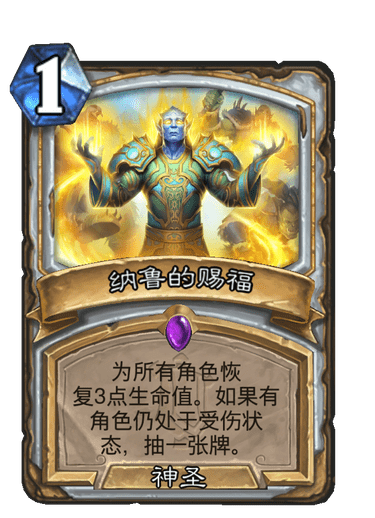 1
纳鲁的赐福
为所有角色恢
复3点生命值。如果有
角色仍处于受伤状
态，抽一张牌。
神圣